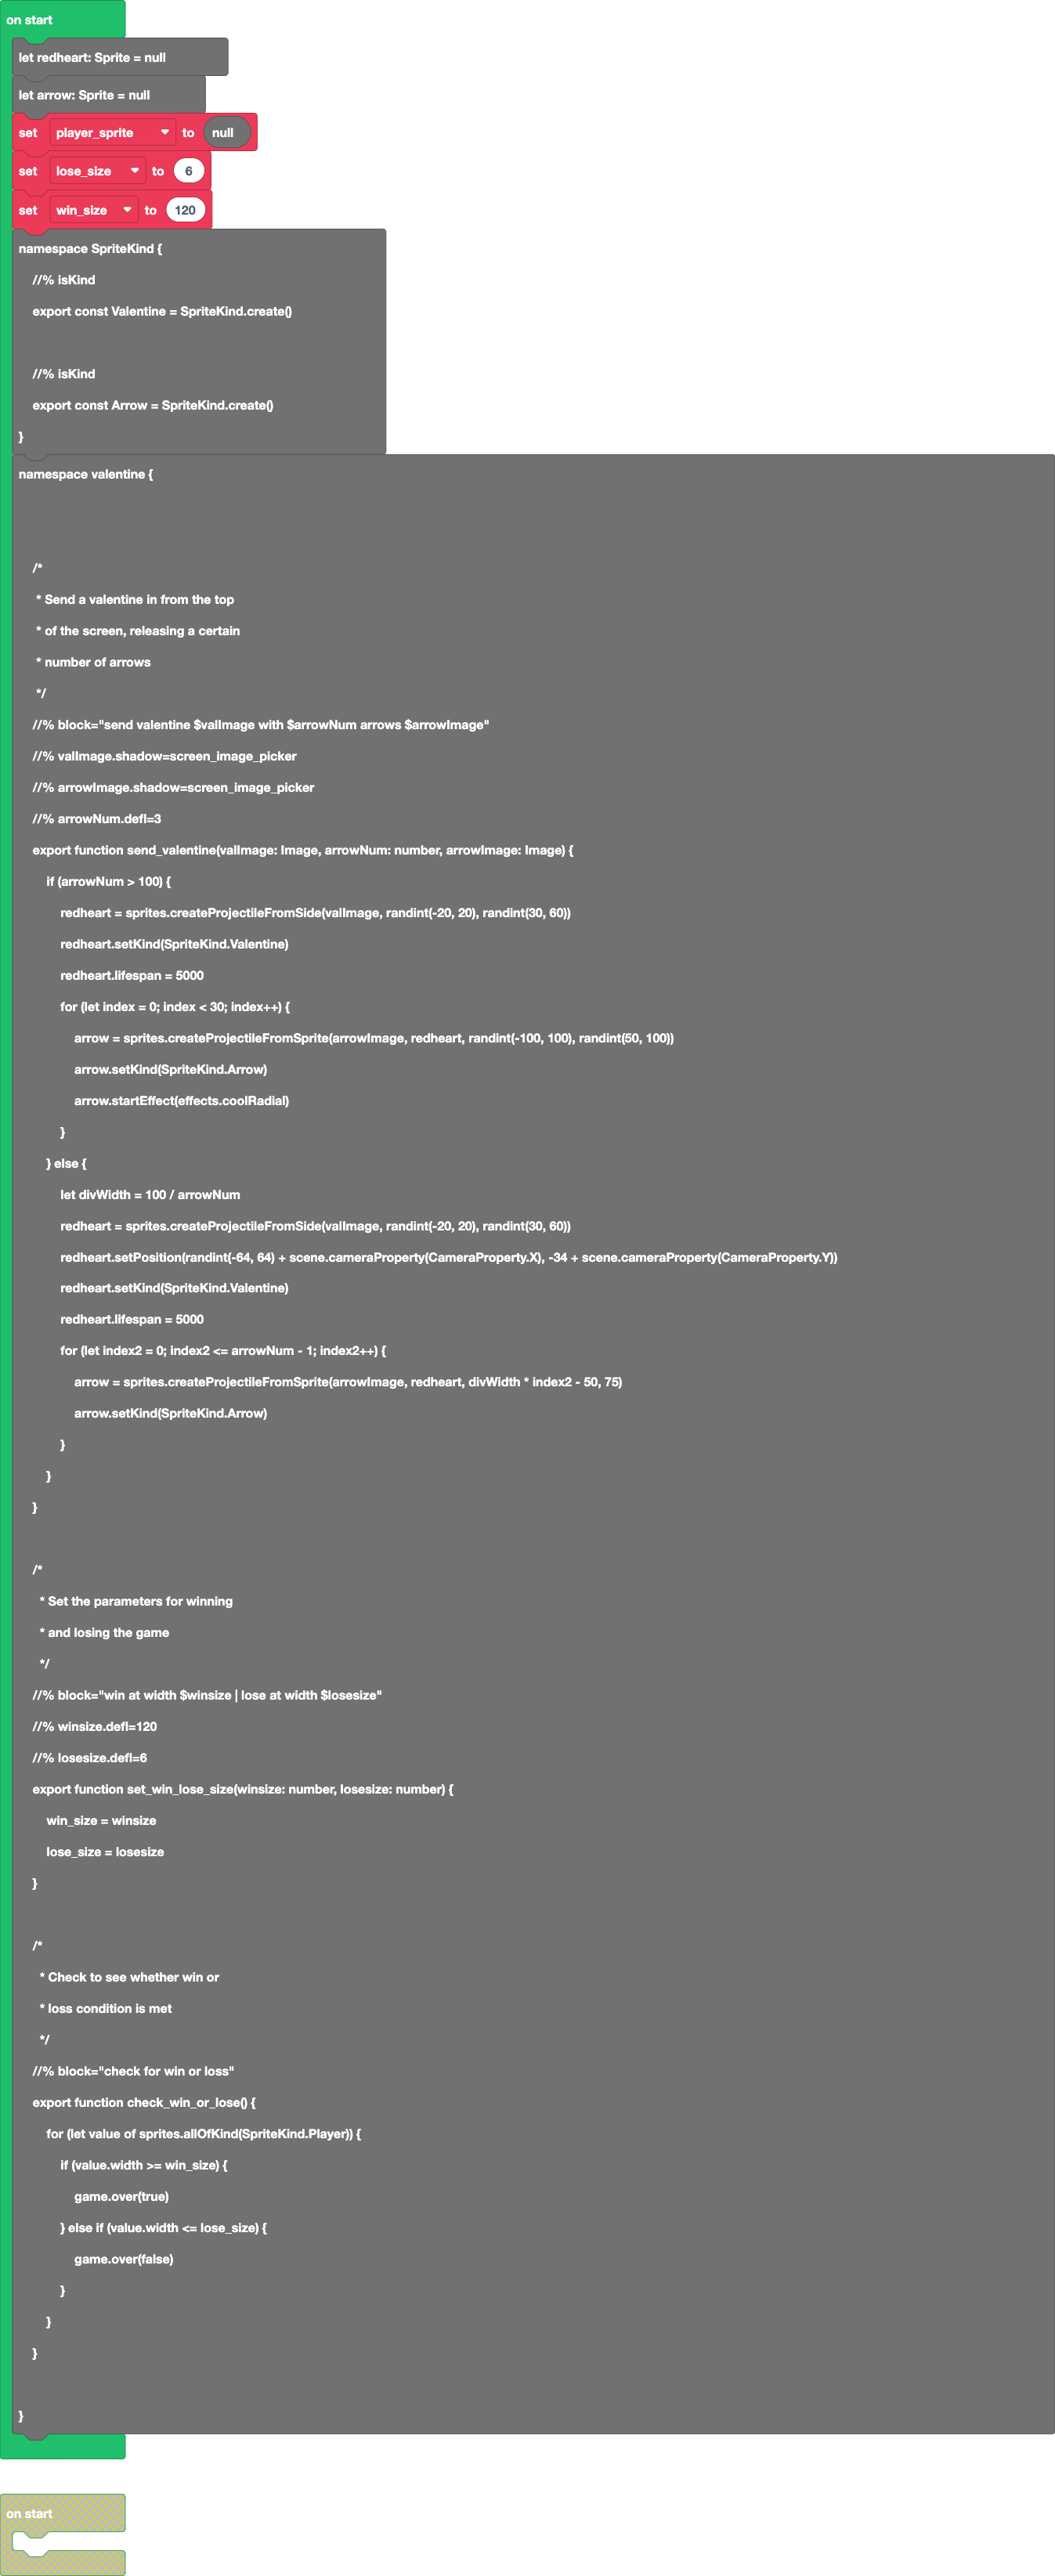 on start
let redheart: Sprite = null
let arrow: Sprite = null
set player_sprite to null
set lose_size to 6
set win_size to 120
namespace SpriteKind {
//% isKind
export const Valentine = SpriteKind.create()
//% isKind
export const Arrow = SpriteKind.create()
}
namespace valentine {
/*
* Send a valentine in from the top
* of the screen, releasing a certain
* number of arrows
*/
//% block="send valentine $valImage with $arrowNum arrows $arrowImage"
//% valImage.shadow=screen_image_picker
//% arrowImage.shadow=screen_image_picker
//% arrowNum.defl=3
export function send_valentine(valImage: Image, arrowNum: number, arrowImage: Image) {
if (arrowNum > 100) {
redheart = sprites.createProjectileFromSide(valImage, randint(-20, 20), randint(30, 60))
redheart.setKind(SpriteKind.Valentine)
redheart.lifespan = 5000
for (let index = 0; index < 30; index++) {
arrow = sprites.createProjectileFromSprite(arrowImage, redheart, randint(-100, 100), randint(50, 100))
arrow.setKind(SpriteKind.Arrow)
arrow.startEffect(effects.coolRadial)
}
} else {
let divWidth = 100 / arrowNum
redheart = sprites.createProjectileFromSide(valImage, randint(-20, 20), randint(30, 60))
redheart.setPosition(randint(-64, 64) + scene.cameraProperty(CameraProperty.X), -34 + scene.cameraProperty(CameraProperty.Y))
redheart.setKind(SpriteKind.Valentine)
redheart.lifespan = 5000
for (let index2 = 0; index2 <= arrowNum - 1; index2++) {
arrow = sprites.createProjectileFromSprite(arrowImage, redheart, divWidth * index2 - 50, 75)
arrow.setKind(SpriteKind.Arrow)
}
}
}
/*
* Set the parameters for winning
* and losing the game
*/
//% block="win at width $winsize | lose at width $losesize"
//% winsize.defl=120
//% losesize.defl=6
export function set_win_lose_size(winsize: number, losesize: number) {
win_size = winsize
lose_size = losesize
}
/*
* Check to see whether win or
* loss condition is met
*/
//% block="check for win or loss"
export function check_win_or_lose() {
for (let value of sprites.allOfKind(SpriteKind.Player)) {
if (value.width >= win_size) {
game.over(true)
} else if (value.width <= lose_size) {
game.over(false)
}
}
}
}
on start